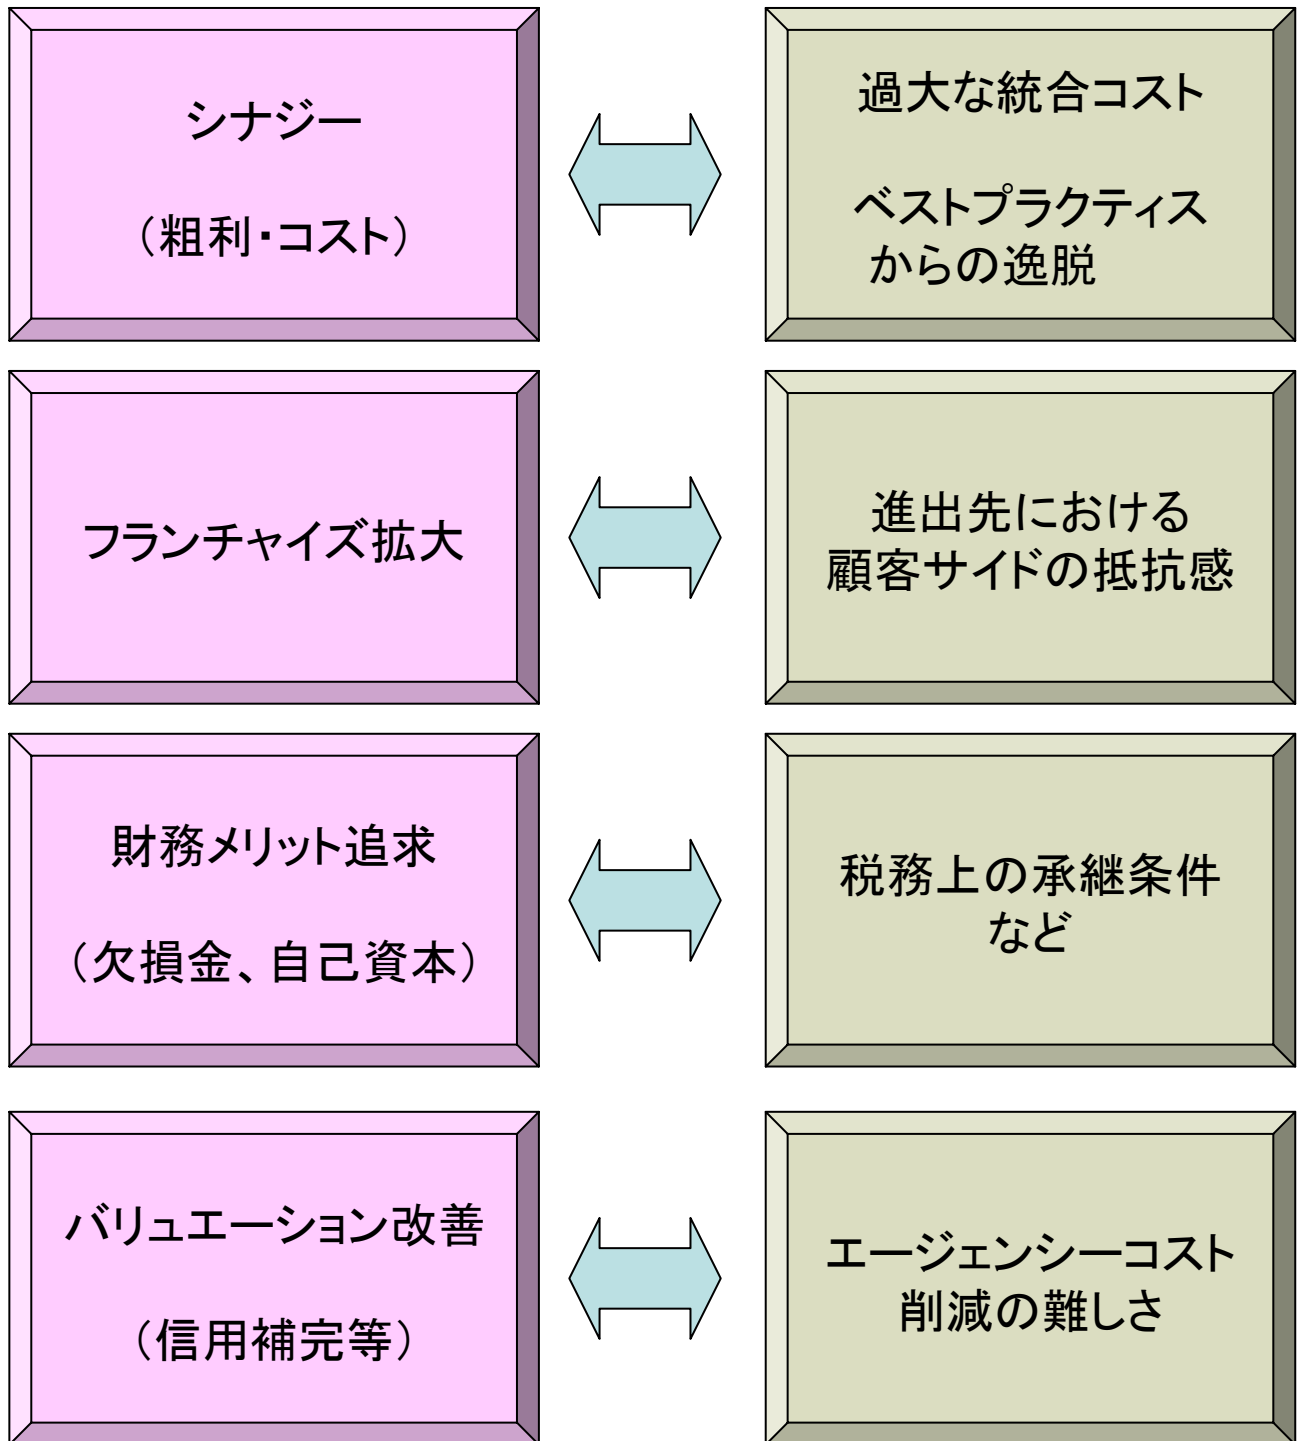 シナジー
（粗利・コスト）
過大な統合コスト
ベストプラクティス
からの逸脱
フランチャイズ拡大
進出先における
顧客サイドの抵抗感
財務メリット追求
（欠損金、自己資本）
税務上の承継条件
など
バリュエーション改善
（信用補完等）
エージェンシーコスト
削減の難しさ